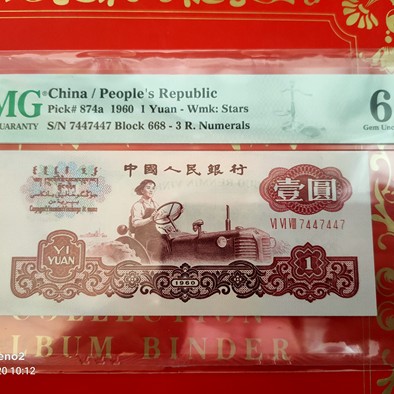 MG China / People's Republic
Pick# 874a 1960 1 Yuan - Wmk: Stars
GUARANTY S/N 7447447 Block 668 - 3 R. Numerals
6
Gem Unc
中國人民銀行
壹圓
VI VI VIII 7447447
YI
YUAN
1
1960
COLLECTION
ALBUM BINDER
eno2
20 10:12